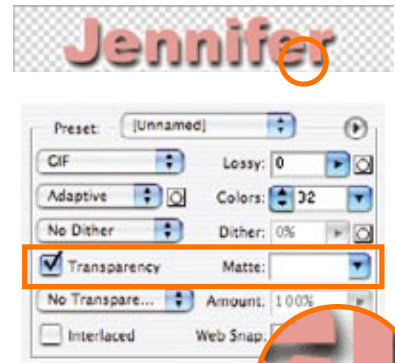 Jennifer
Preset: [Unnamed]
GIF Lossy: 0
Adaptive Colors: 32
No Dither Dither: 0%
Transparency Matte:
No Transpare... Amount: 100%
Interlaced Web Snap: